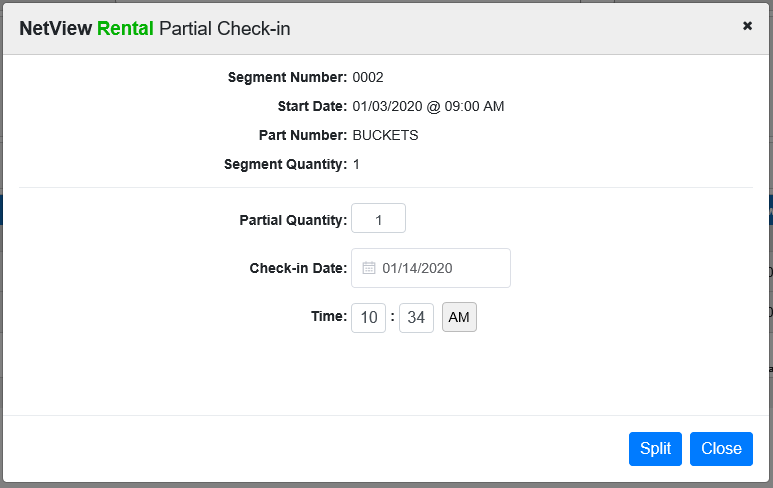 NetView Rental Partial Check-in ×
Segment Number: 0002
Start Date: 01/03/2020 @ 09:00 AM
Part Number: BUCKETS
Segment Quantity: 1
Partial Quantity: 1
Check-in Date: 01/14/2020
Time: 10 : 34 AM
Split Close